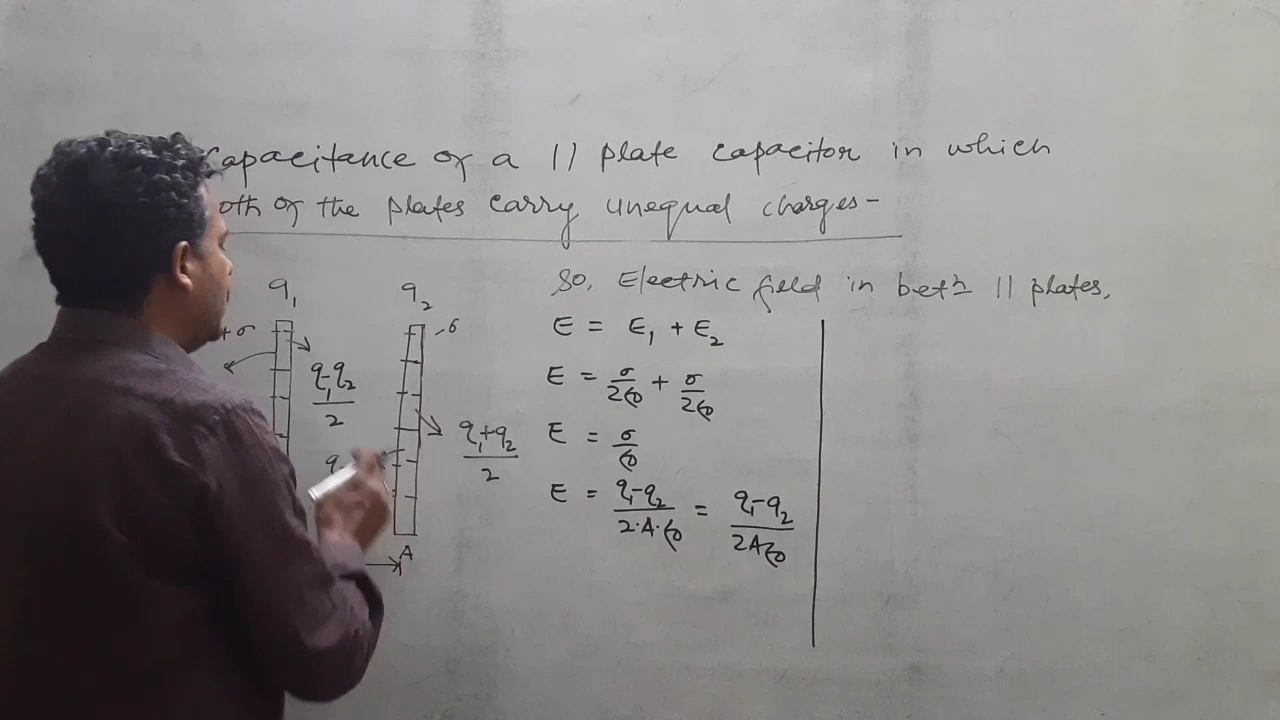 Capacitance of a || plate capacitor in which
both of the plates carry unequal charges-
q₁ q₂
+σ -σ
(q₁-q₂)/2
(q₁+q₂)/2
A
So, Electric field in betⁿ || plates,
E = E₁ + E₂
E = σ/2ϵ₀ + σ/2ϵ₀
E = σ/ϵ₀
E = (q₁-q₂)/(2·A·ϵ₀) = (q₁-q₂)/(2Aϵ₀)